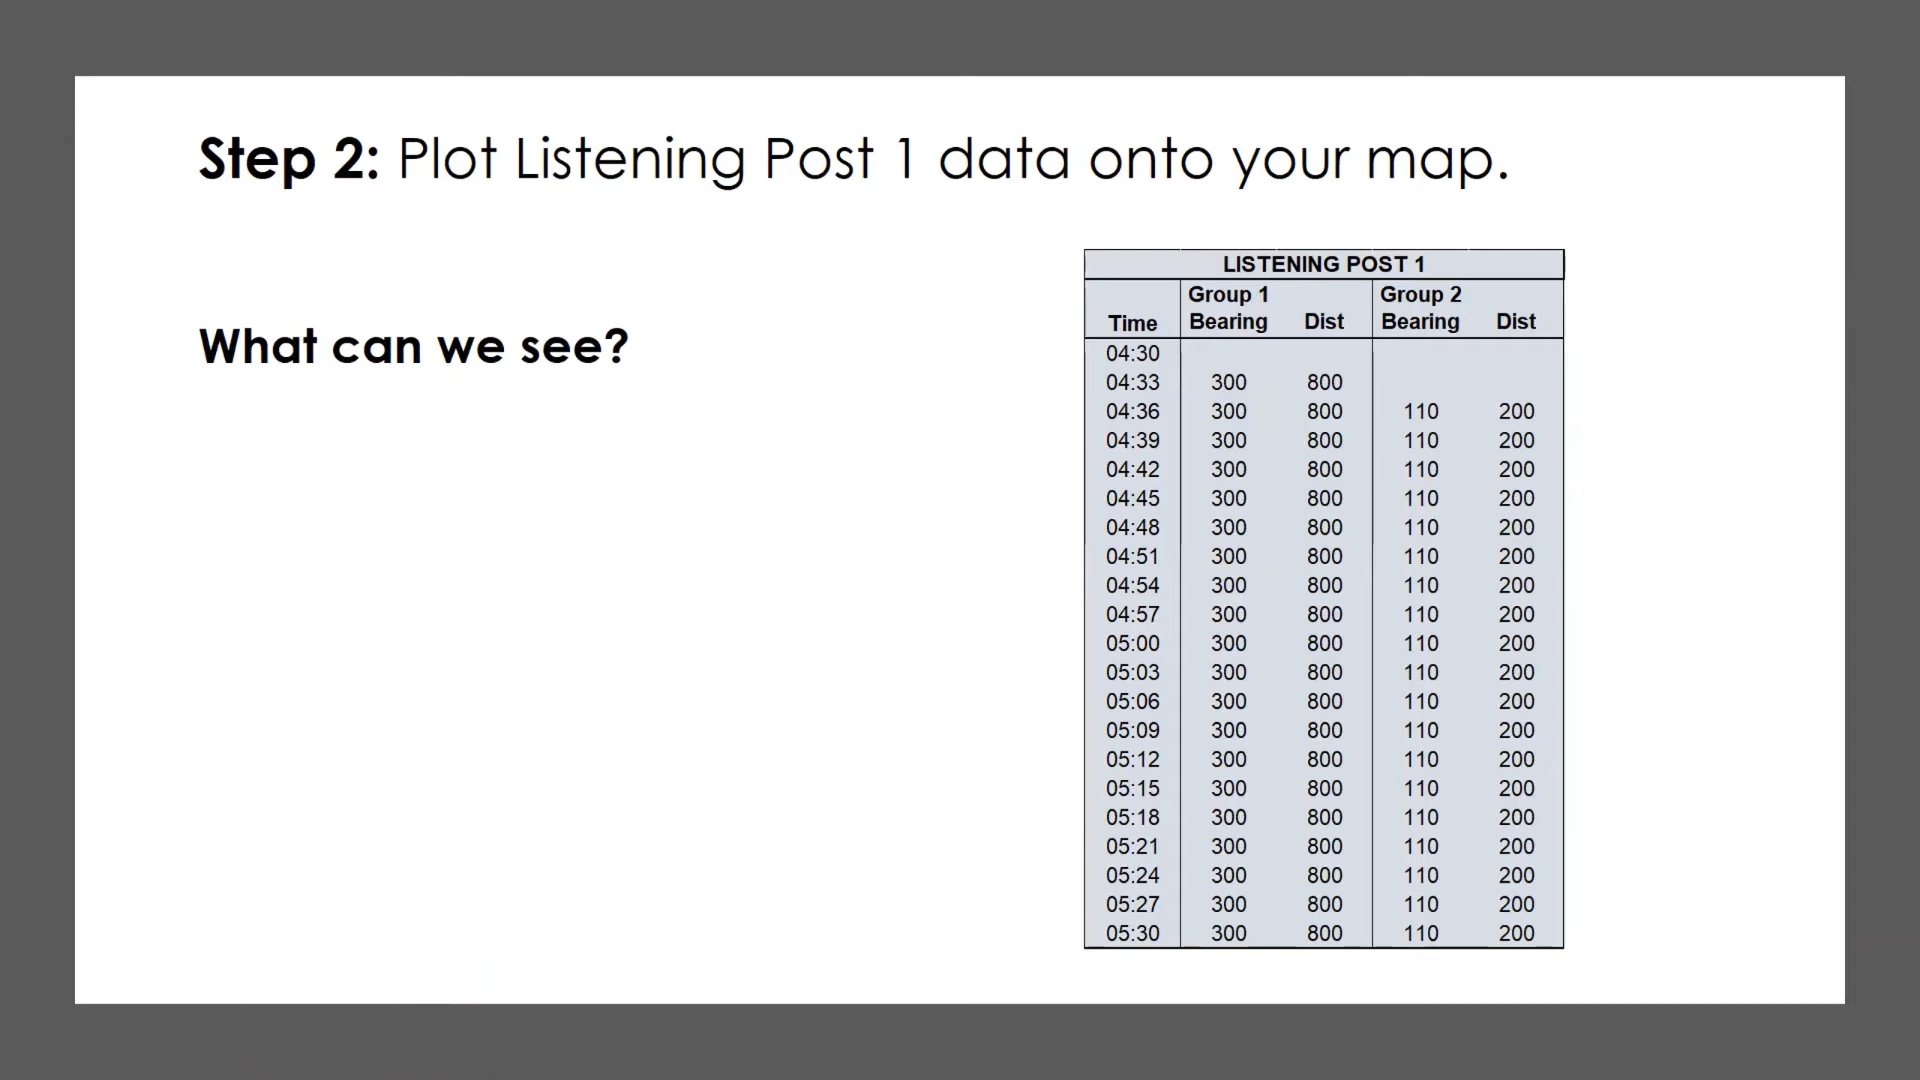 Step 2: Plot Listening Post 1 data onto your map.
What can we see?
LISTENING POST 1
Group 1 Group 2
Time Bearing Dist Bearing Dist
04:30
04:33 300 800
04:36 300 800 110 200
04:39 300 800 110 200
04:42 300 800 110 200
04:45 300 800 110 200
04:48 300 800 110 200
04:51 300 800 110 200
04:54 300 800 110 200
04:57 300 800 110 200
05:00 300 800 110 200
05:03 300 800 110 200
05:06 300 800 110 200
05:09 300 800 110 200
05:12 300 800 110 200
05:15 300 800 110 200
05:18 300 800 110 200
05:21 300 800 110 200
05:24 300 800 110 200
05:27 300 800 110 200
05:30 300 800 110 200